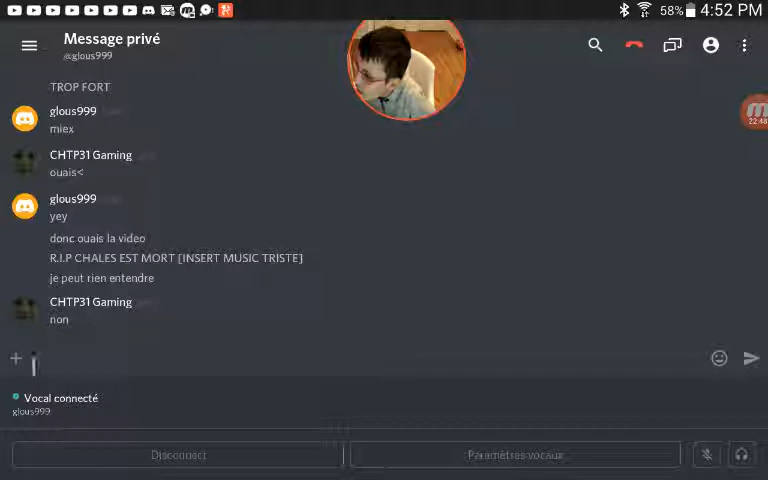 58% 4:52 PM
Message privé
@glous999
22:48
TROP FORT
glous999
miex
CHTP31 Gaming
ouais<
glous999
yey
donc ouais la video
R.I.P CHALES EST MORT [INSERT MUSIC TRISTE]
je peut rien entendre
CHTP31 Gaming
non
Vocal connecté
glous999
Disconnect
Paramètres vocaux